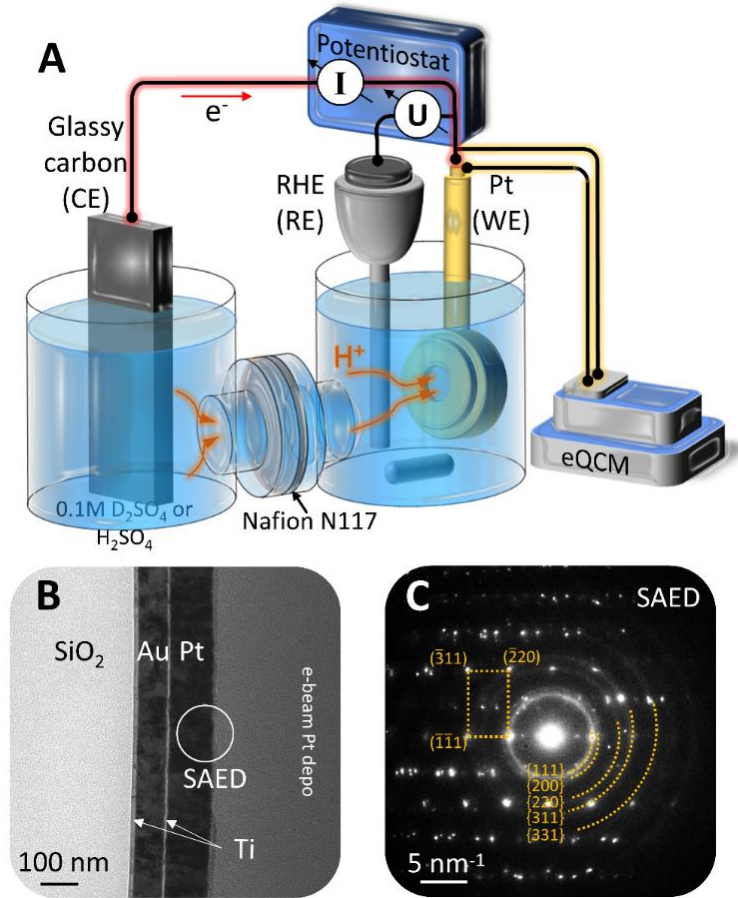 A
Potentiostat
I
U
e⁻
Glassy
carbon
(CE)
RHE
(RE)
Pt
(WE)
H⁺
eQCM
0.1M D₂SO₄ or
H₂SO₄
Nafion N117
B
SiO₂
Au
Pt
SAED
e-beam Pt depo
Ti
100 nm
C
SAED
(3̄11)
(2̄20)
(1̄1̄1)
{111}
{200}
{220}
{311}
{331}
5 nm⁻¹